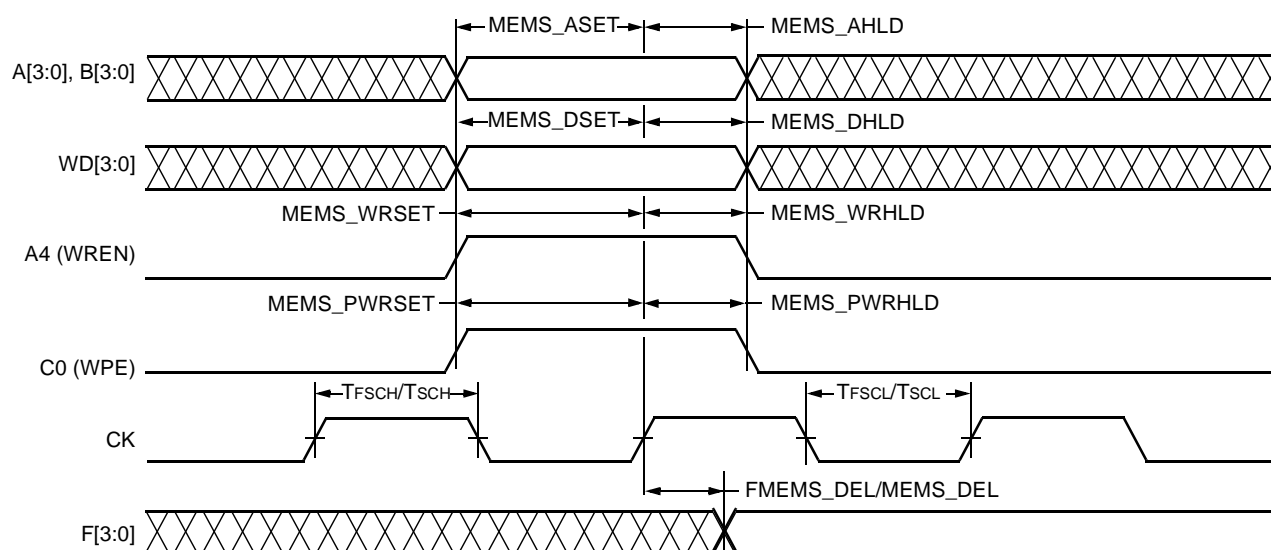 MEMS_ASET MEMS_AHLD
A[3:0], B[3:0]
MEMS_DSET MEMS_DHLD
WD[3:0]
MEMS_WRSET MEMS_WRHLD
A4 (WREN)
MEMS_PWRSET MEMS_PWRHLD
C0 (WPE)
TFSCH/TSCH TFSCL/TSCL
CK
FMEMS_DEL/MEMS_DEL
F[3:0]